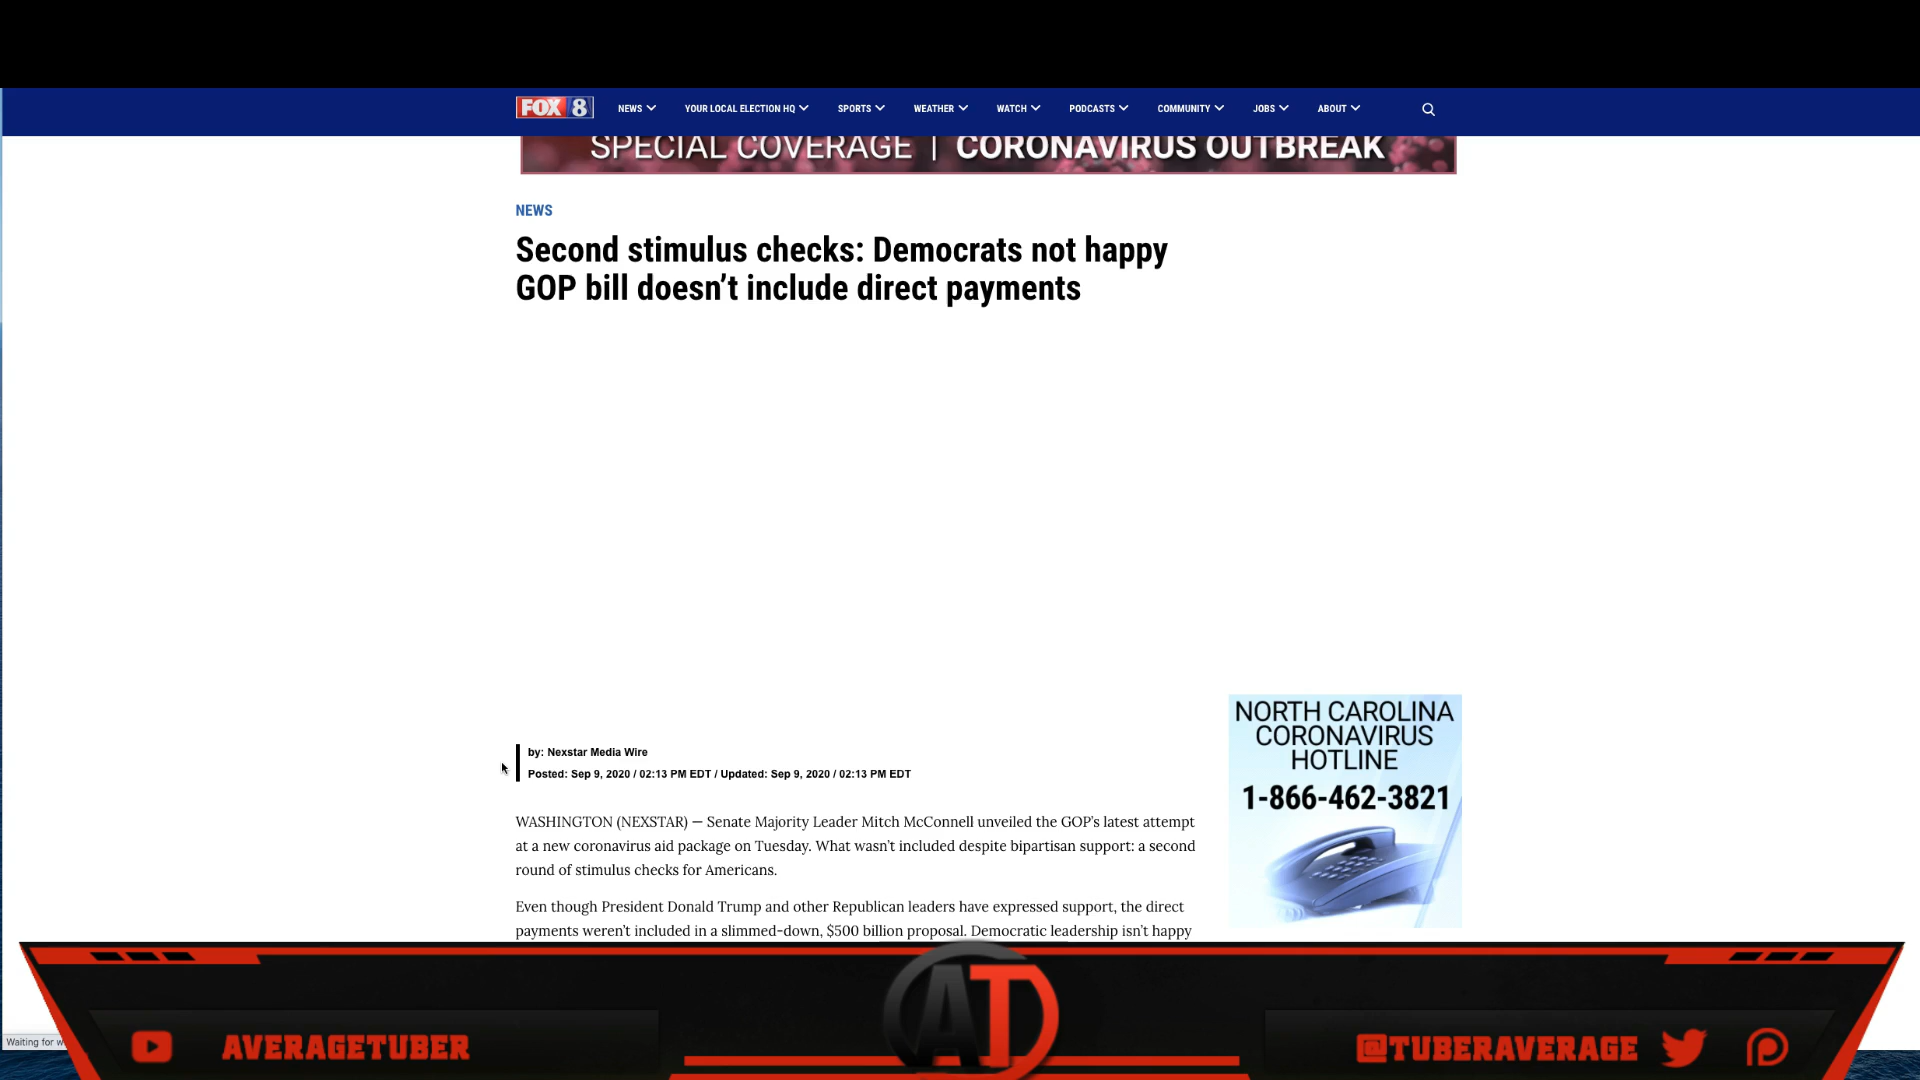 FOX 8 NEWS YOUR LOCAL ELECTION HQ SPORTS WEATHER WATCH PODCASTS COMMUNITY JOBS ABOUT
SPECIAL COVERAGE | CORONAVIRUS OUTBREAK
NEWS
Second stimulus checks: Democrats not happy
GOP bill doesn’t include direct payments
by: Nexstar Media Wire
Posted: Sep 9, 2020 / 02:13 PM EDT / Updated: Sep 9, 2020 / 02:13 PM EDT
WASHINGTON (NEXSTAR) — Senate Majority Leader Mitch McConnell unveiled the GOP’s latest attempt
at a new coronavirus aid package on Tuesday. What wasn’t included despite bipartisan support: a second
round of stimulus checks for Americans.
Even though President Donald Trump and other Republican leaders have expressed support, the direct
payments weren’t included in a slimmed-down, $500 billion proposal. Democratic leadership isn’t happy
NORTH CAROLINA
CORONAVIRUS
HOTLINE
1-866-462-3821
Waiting for
AVERAGETUBER
AT
@TUBERAVERAGE